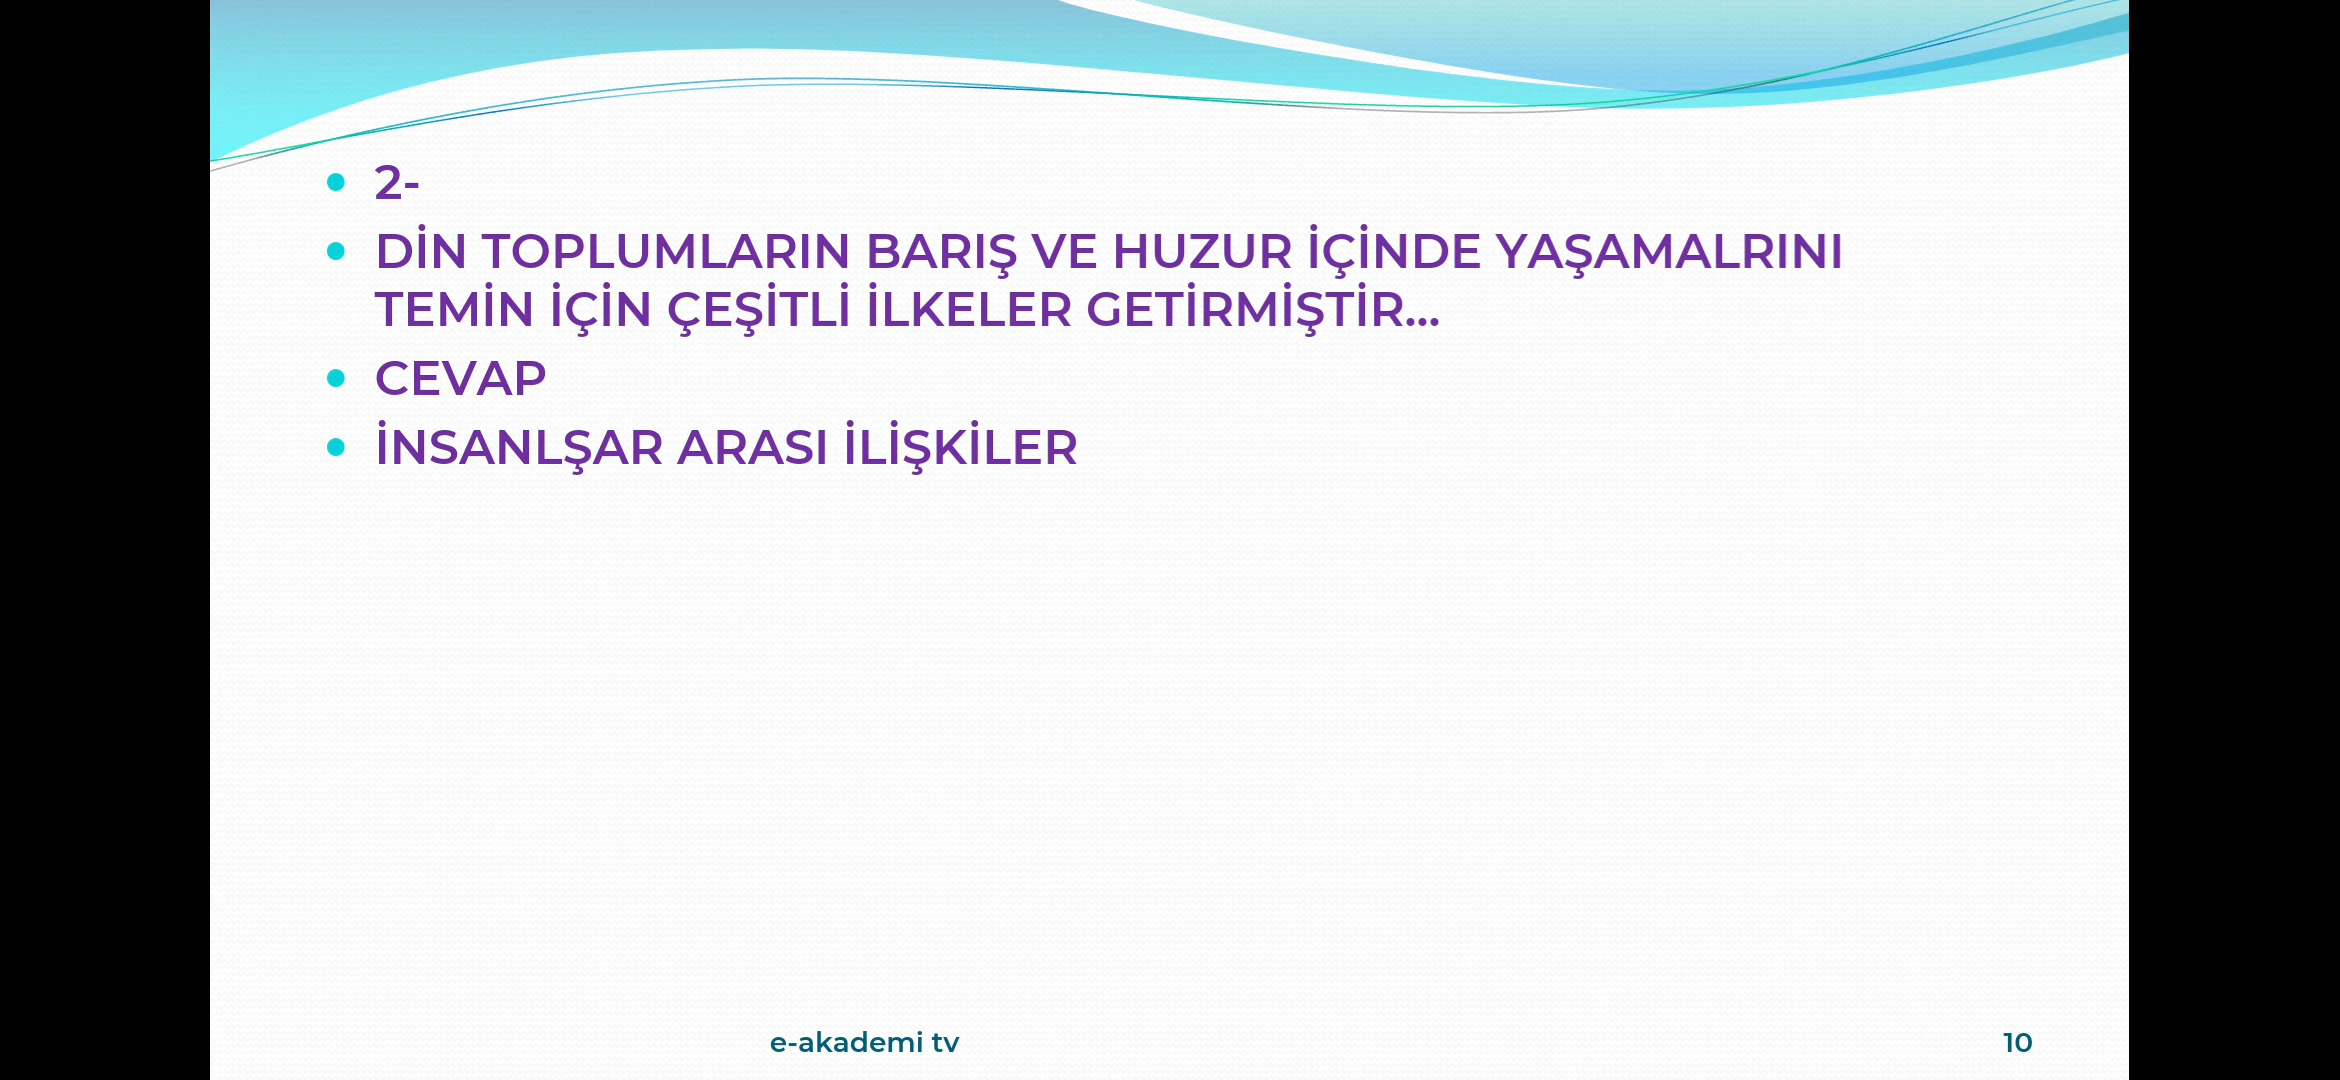 2-
DİN TOPLUMLARIN BARIŞ VE HUZUR İÇİNDE YAŞAMALRINI
TEMİN İÇİN ÇEŞİTLİ İLKELER GETİRMİŞTİR...
CEVAP
İNSANLŞAR ARASI İLİŞKİLER
e-akademi tv
10